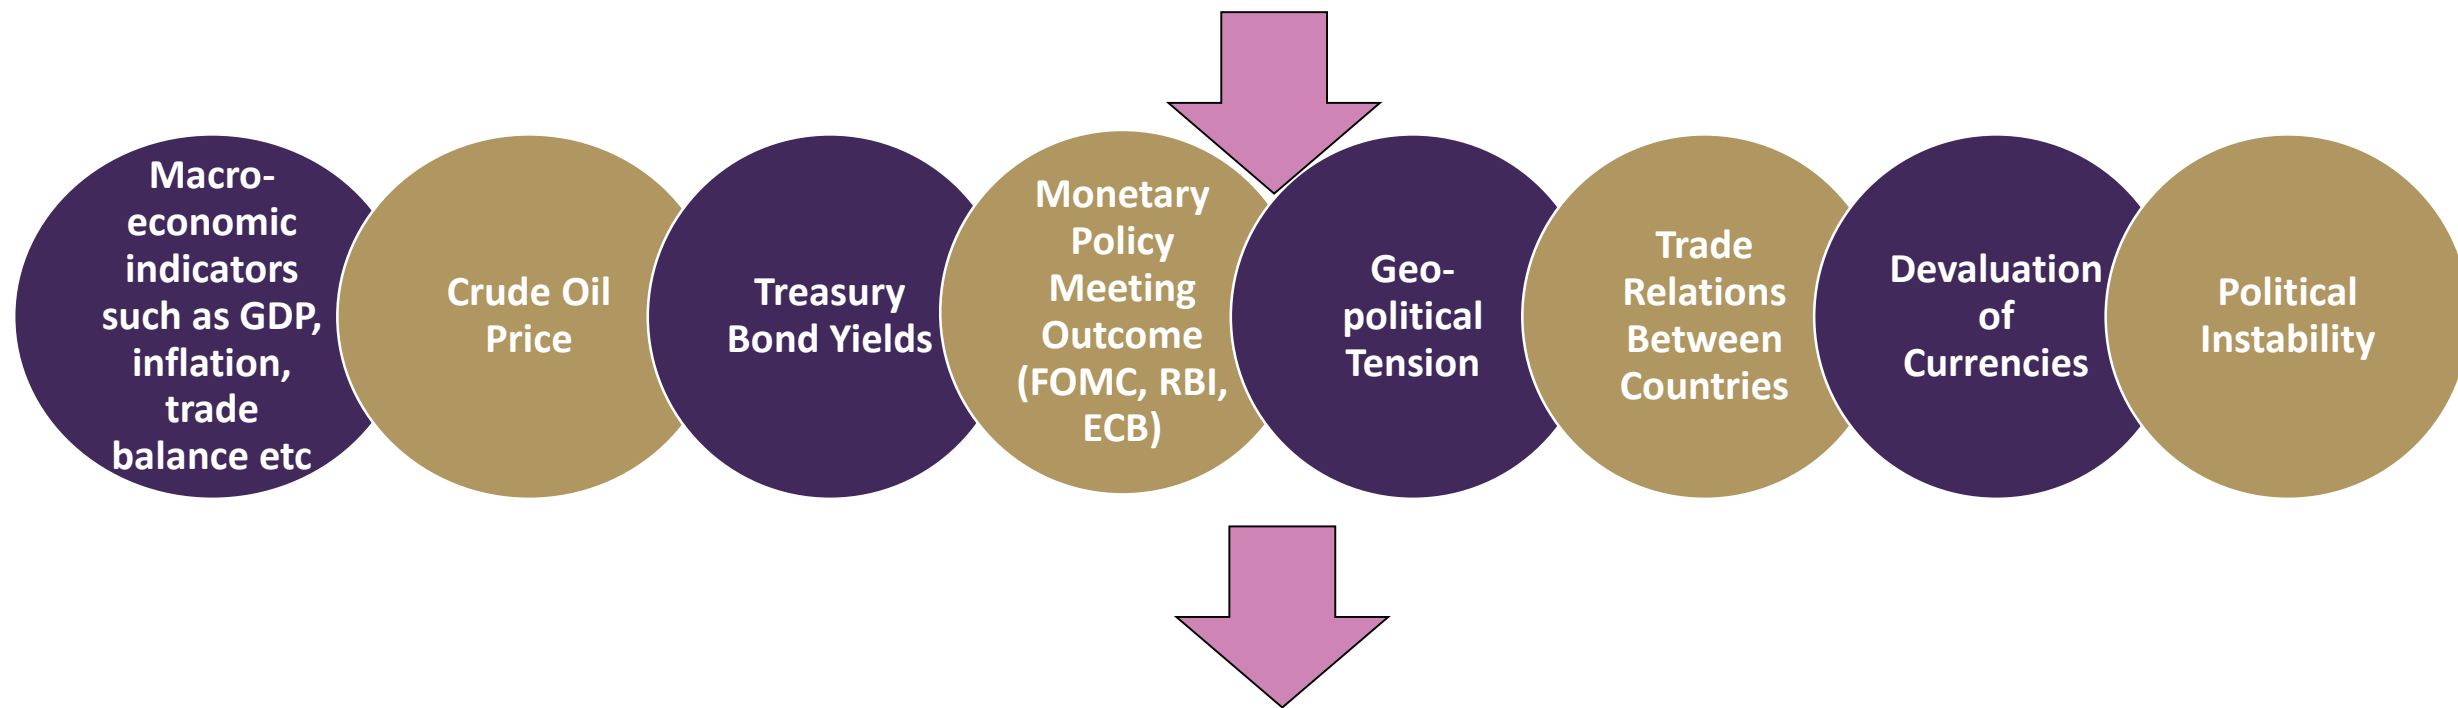 Macro-
economic
indicators
such as GDP,
inflation,
trade
balance etc
Crude Oil
Price
Treasury
Bond Yields
Monetary
Policy
Meeting
Outcome
(FOMC, RBI,
ECB)
Geo-
political
Tension
Trade
Relations
Between
Countries
Devaluation
of
Currencies
Political
Instability